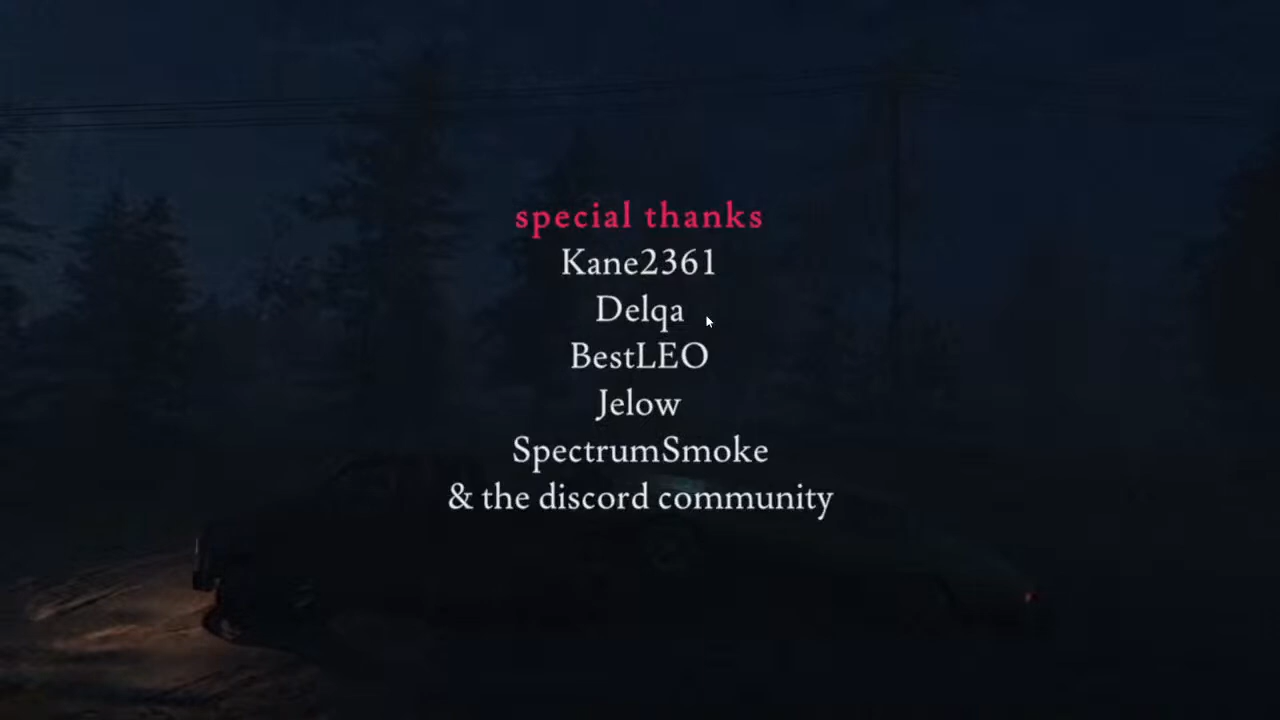 special thanks
Kane2361
Delqa
BestLEO
Jelow
SpectrumSmoke
& the discord community